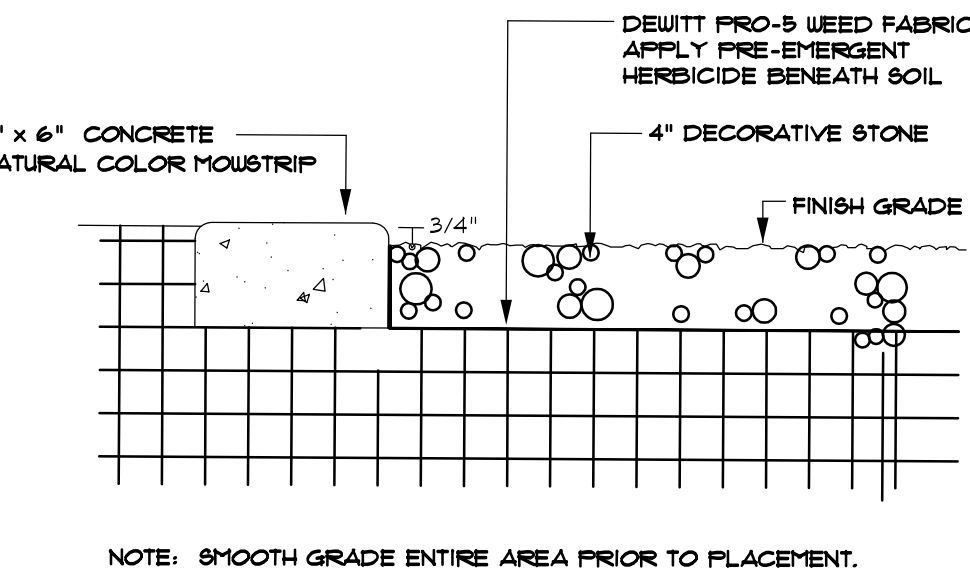 DEWITT PRO-5 WEED FABRIC
APPLY PRE-EMERGENT
HERBICIDE BENEATH SOIL
" x 6" CONCRETE
ATURAL COLOR MOWSTRIP
4" DECORATIVE STONE
FINISH GRADE
3/4"
NOTE: SMOOTH GRADE ENTIRE AREA PRIOR TO PLACEMENT.